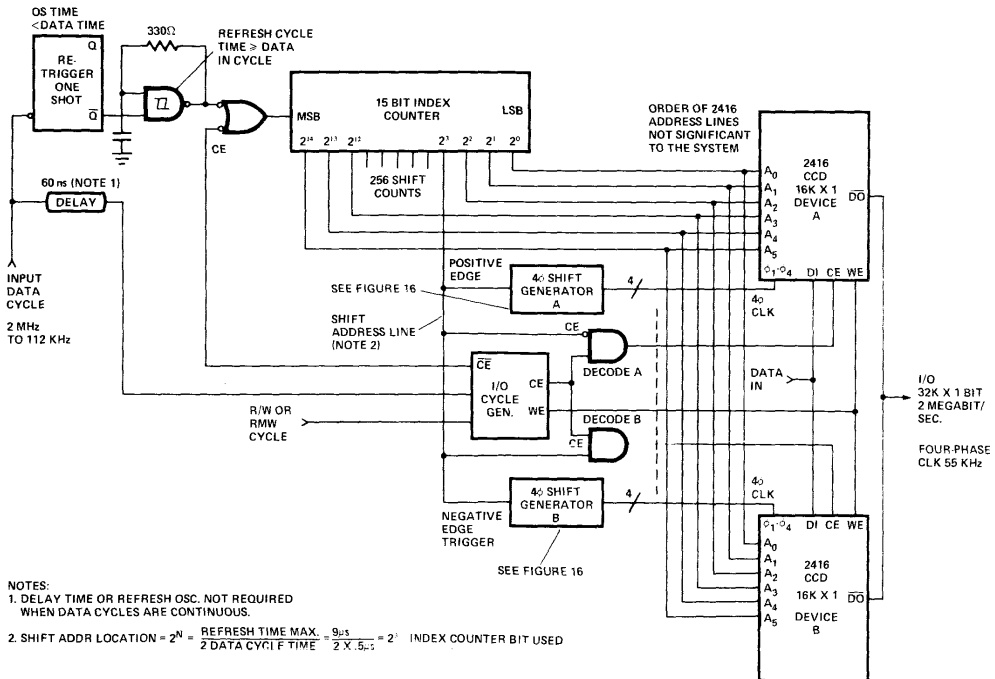 OS TIME
<DATA TIME
Q
RE-
TRIGGER
ONE
SHOT
Q̅
330Ω
REFRESH CYCLE
TIME ⩾ DATA
IN CYCLE
CE
60 ns (NOTE 1)
DELAY
INPUT
DATA
CYCLE
2 MHz
TO 112 KHz
15 BIT INDEX
COUNTER
MSB
LSB
2¹⁴ 2¹³ 2¹² 2³ 2² 2¹ 2⁰
256 SHIFT
COUNTS
ORDER OF 2416
ADDRESS LINES
NOT SIGNIFICANT
TO THE SYSTEM
A₀
A₁
A₂
A₃
A₄
A₅
2416
CCD
16K X 1
DEVICE
A
D̅O̅
ϕ₁-ϕ₄ DI CE WE
POSITIVE
EDGE
4ϕ SHIFT
GENERATOR
A
4
4ϕ
CLK
SEE FIGURE 16
SHIFT
ADDRESS LINE
(NOTE 2)
CE
DECODE A
C̅E̅
I/O
CYCLE
GEN.
CE
WE
R/W OR
RMW
CYCLE
DECODE B
CE
DATA
IN
I/O
32K X 1 BIT
2 MEGABIT/
SEC.
FOUR-PHASE
CLK 55 KHz
NEGATIVE
EDGE
TRIGGER
4ϕ SHIFT
GENERATOR
B
4
4ϕ
CLK
SEE FIGURE 16
ϕ₁-ϕ₄ DI CE WE
A₀
A₁
A₂
A₃
A₄
A₅
2416
CCD
16K X 1
DEVICE
B
D̅O̅
NOTES:
1. DELAY TIME OR REFRESH OSC. NOT REQUIRED
WHEN DATA CYCLES ARE CONTINUOUS.
2. SHIFT ADDR LOCATION = 2ᴺ = REFRESH TIME MAX. / 2 DATA CYCLE TIME = 9μs / 2 X .5μs = 2³ INDEX COUNTER BIT USED